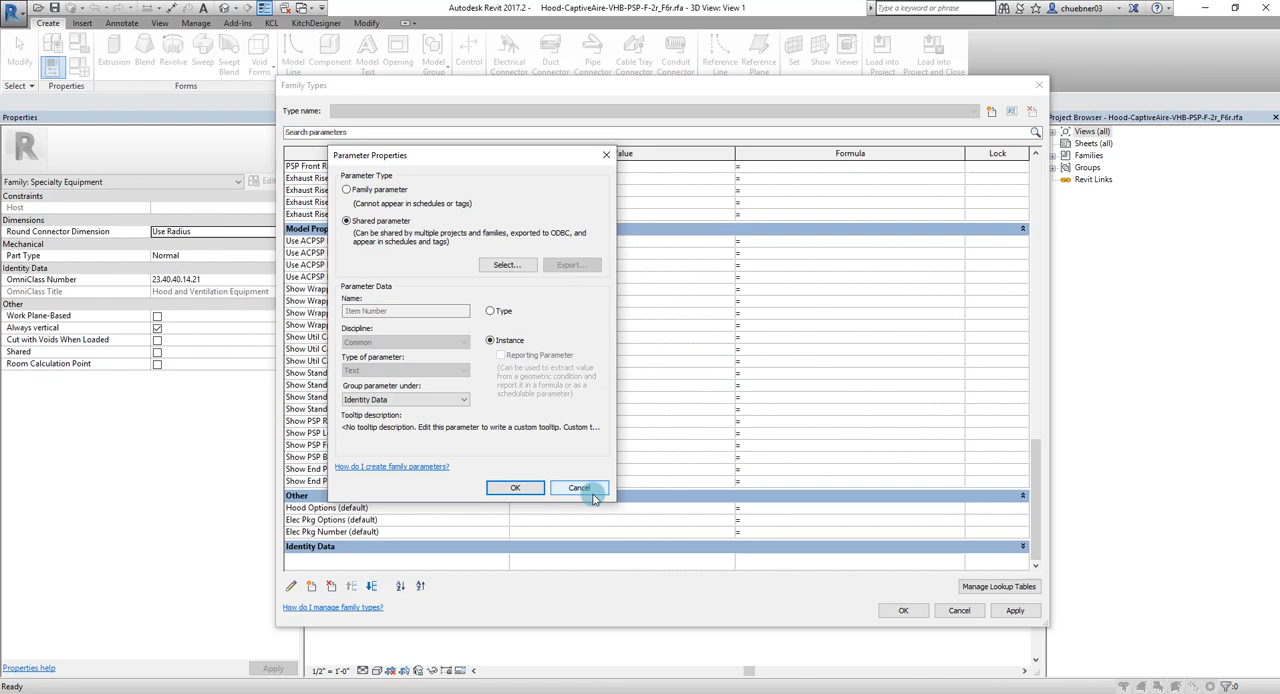 Autodesk Revit 2017.2 - Hood-CaptiveAire-VHB-PSP-F-2r_F6r.rfa - 3D View: View 1
Type a keyword or phrase
chuebner03
Create Insert Annotate View Manage Add-Ins KCL KitchDesigner Modify
Modify Extrusion Blend Revolve Sweep Swept Blend Void Forms Model Line Component Model Text Opening Model Group Control Electrical Connector Duct Connector Pipe Connector Cable Tray Connector Conduit Connector Reference Line Reference Plane Set Show Viewer Load into Project Load into Project and Close
Select Properties Forms
Properties
Family: Specialty Equipment
Constraints
Host
Dimensions
Round Connector Dimension Use Radius
Mechanical
Part Type Normal
Identity Data
OmniClass Number 23.40.40.14.21
OmniClass Title Hood and Ventilation Equipment
Other
Work Plane-Based
Always vertical
Cut with Voids When Loaded
Shared
Room Calculation Point
Properties help Apply
Family Types
Type name:
Search parameters
Formula Lock
PSP Front Ri
Exhaust Rise
Exhaust Rise
Exhaust Rise
Exhaust Rise
Model Prop
Use ACPSP
Use ACPSP
Use ACPSP
Use ACPSP
Show Wrap
Show Wrap
Show Wrap
Show Wrap
Show Util C
Show Util C
Show Util C
Show Stand
Show Stand
Show Stand
Show Stand
Show PSP R
Show PSP L
Show PSP F
Show PSP B
Show End P
Show End P
Other
Hood Options (default) =
Elec Pkg Options (default) =
Elec Pkg Number (default) =
Identity Data
Manage Lookup Tables
How do I manage family types?
OK Cancel Apply
Parameter Properties
Parameter Type
Family parameter
(Cannot appear in schedules or tags)
Shared parameter
(Can be shared by multiple projects and families, exported to ODBC, and
appear in schedules and tags)
Select... Export...
Parameter Data
Name:
Item Number
Type
Discipline:
Common
Instance
Type of parameter:
Text
Reporting Parameter
(Can be used to extract value
from a geometric condition and
report it in a formula or as a
schedulable parameter)
Group parameter under:
Identity Data
Tooltip description:
<No tooltip description. Edit this parameter to write a custom tooltip. Custom t...
How do I create family parameters?
OK Cancel
Project Browser - Hood-CaptiveAire-VHB-PSP-F-2r_F6r.rfa
Views (all)
Sheets (all)
Families
Groups
Revit Links
1/2" = 1'-0"
Ready
:0